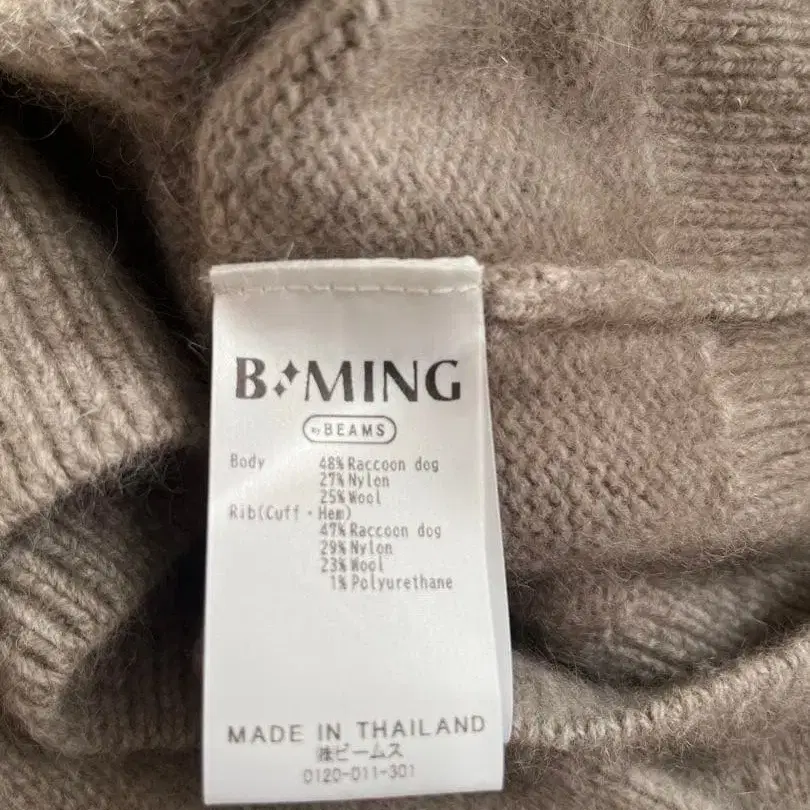 B MING
by BEAMS
Body 48% Raccoon dog
27% Nylon
25% Wool
Rib(Cuff・Hem)
47% Raccoon dog
29% Nylon
23% Wool
1% Polyurethane
MADE IN THAILAND
㈱ビームス
0120-011-301